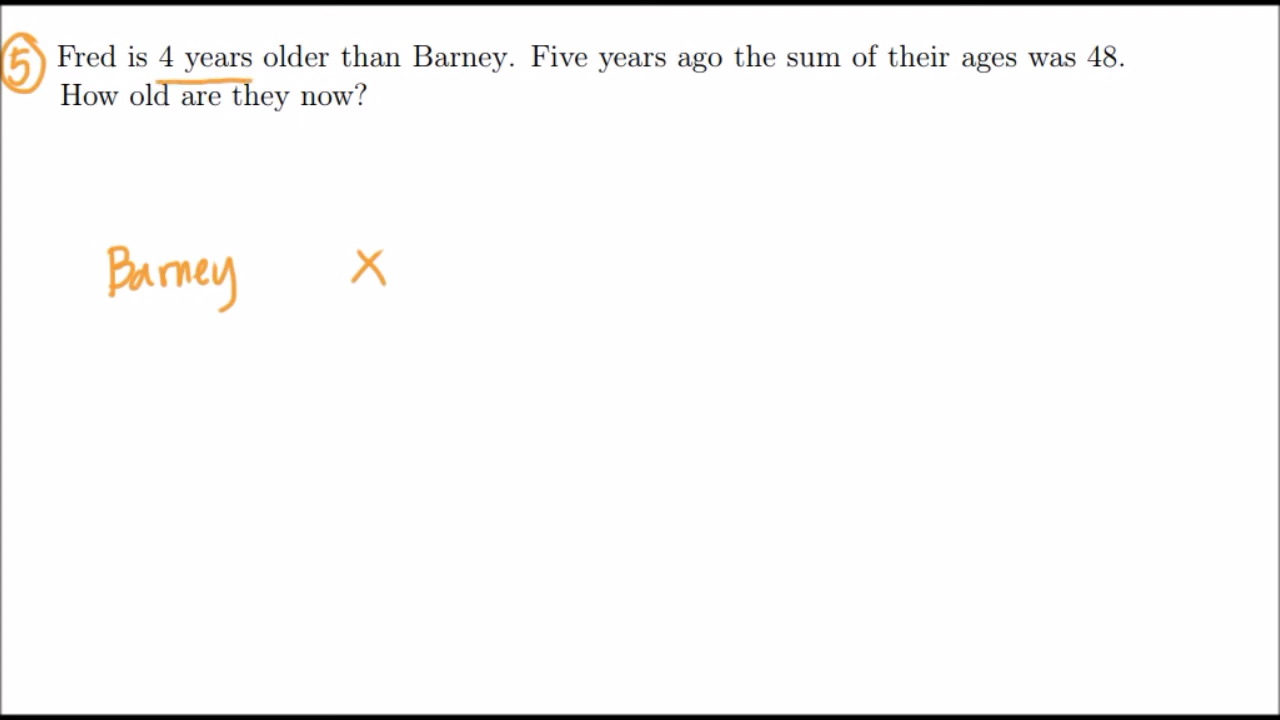 5 Fred is 4 years older than Barney. Five years ago the sum of their ages was 48.
How old are they now?
Barney x